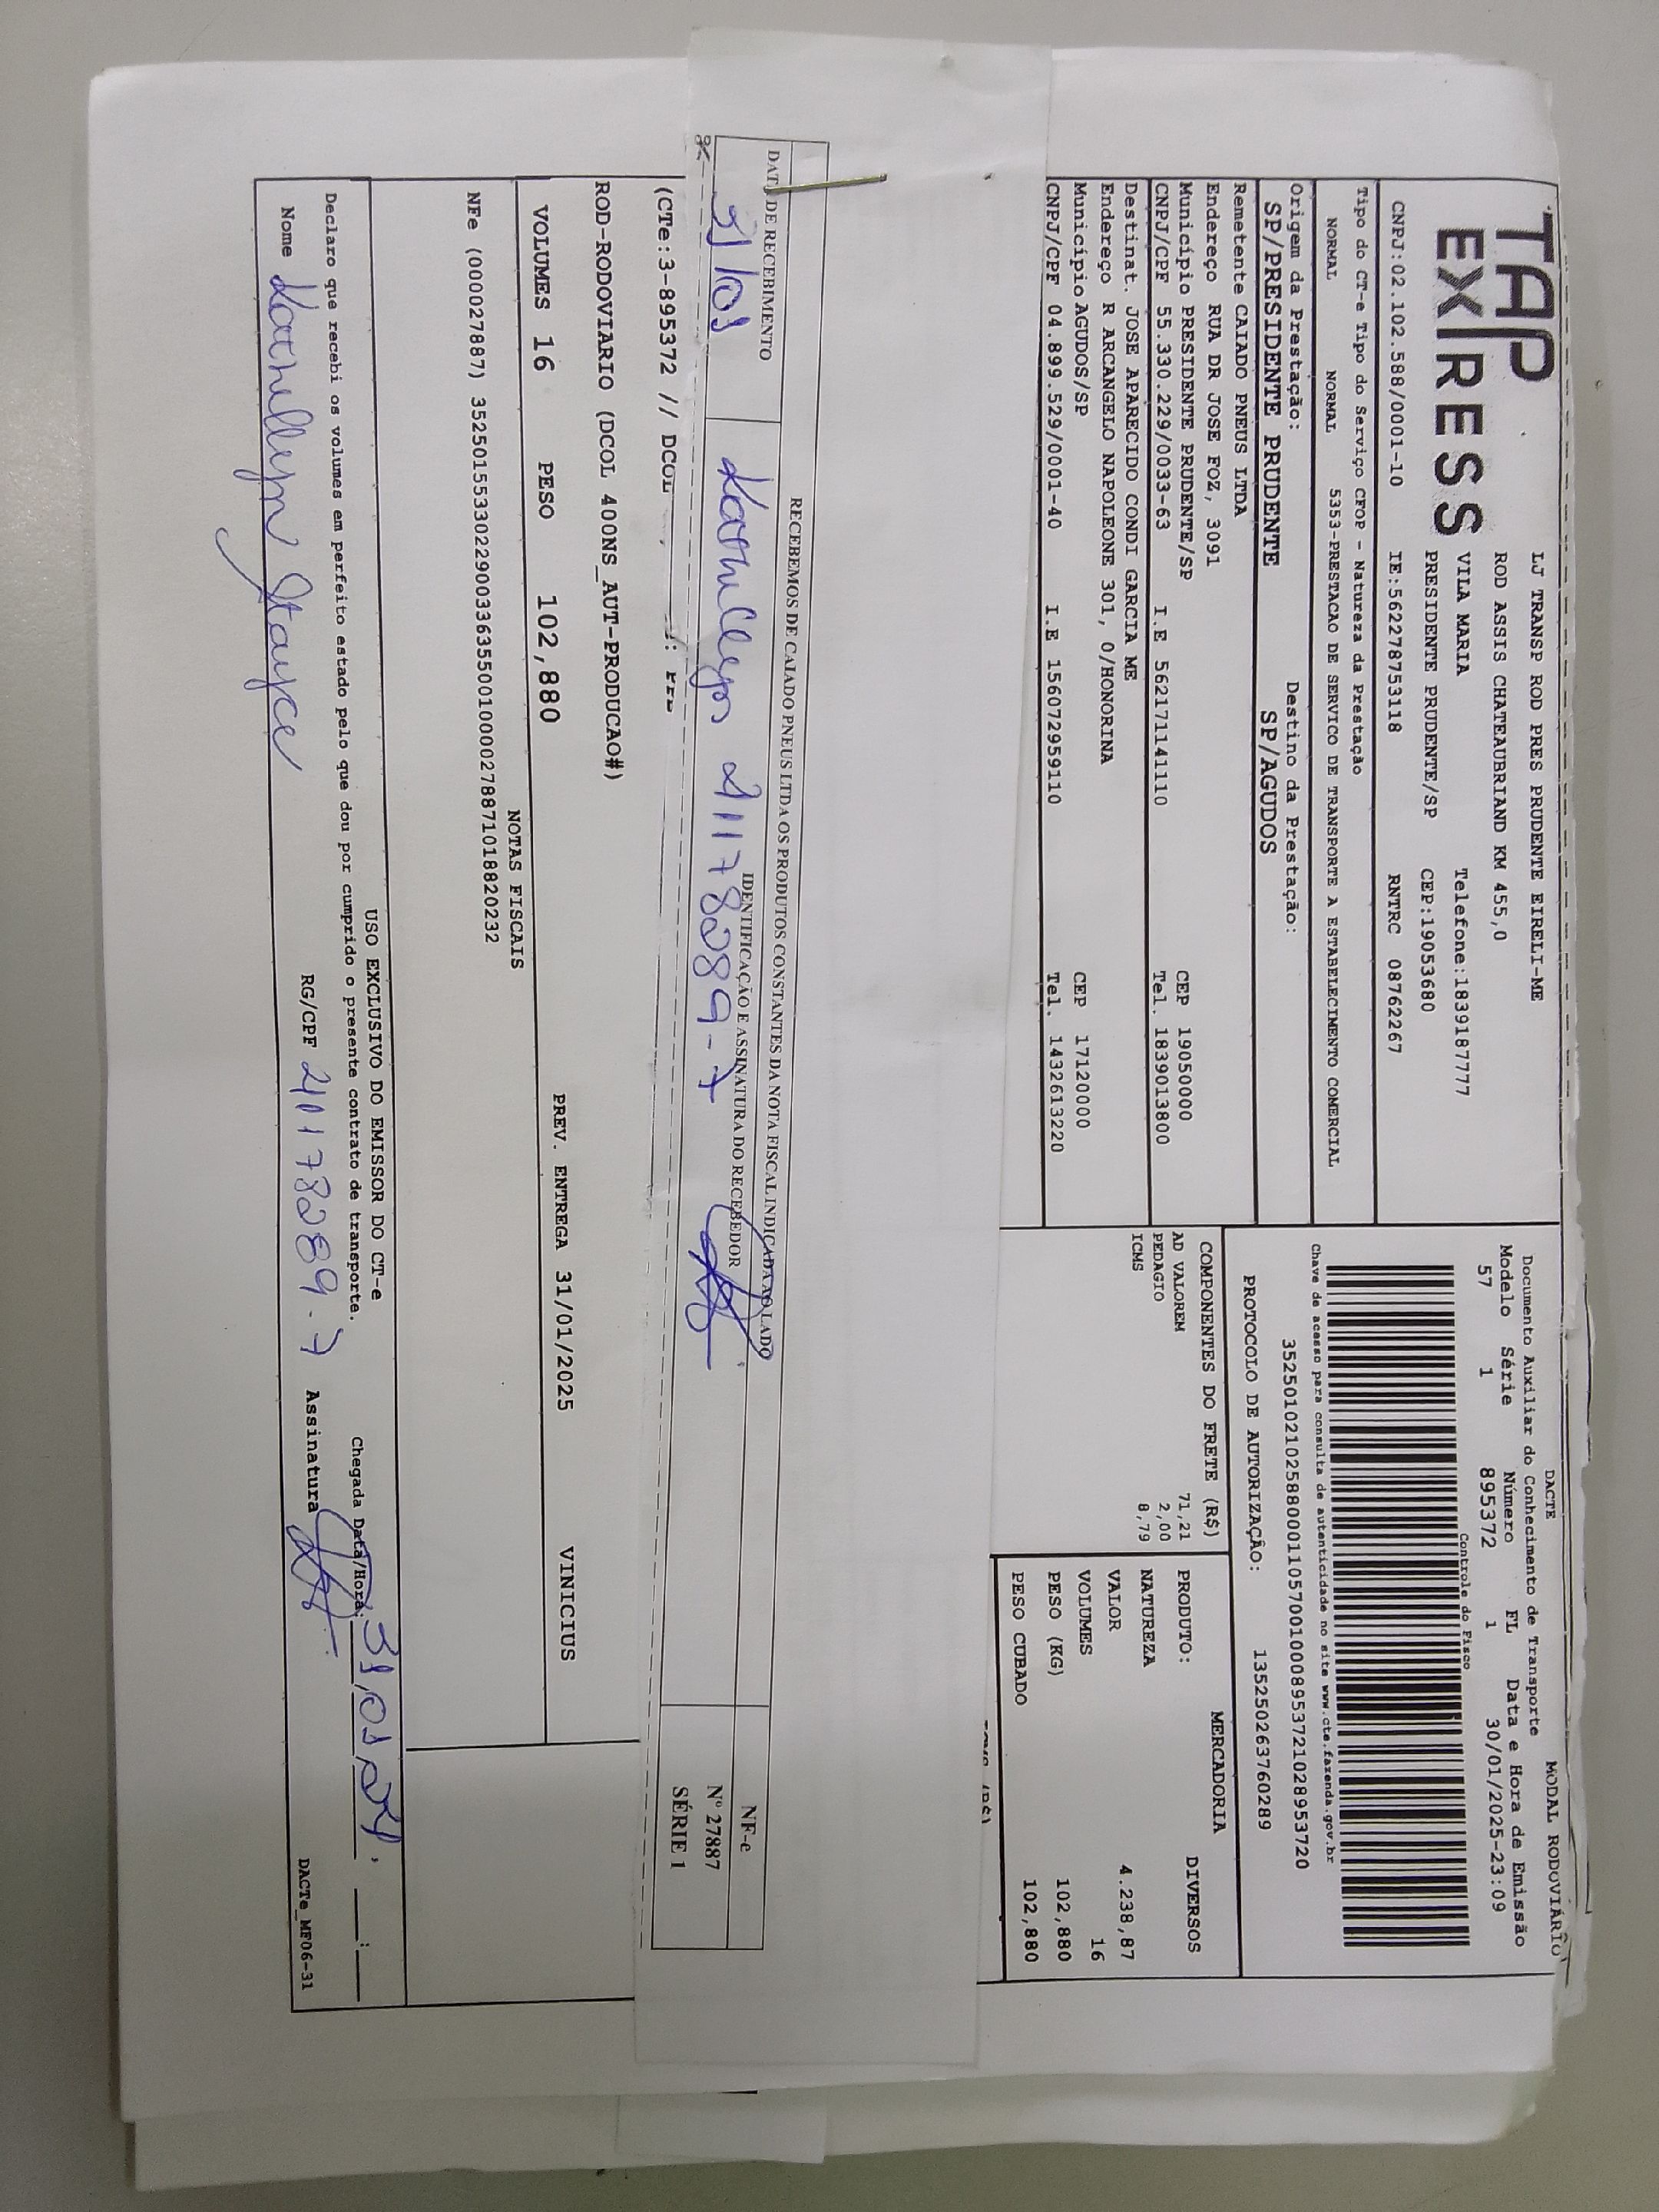 TAP
EXPRESS
LJ TRANSP ROD PRES PRUDENTE EIRELI-ME
ROD ASSIS CHATEAUBRIAND KM 455,0
VILA MARIA Telefone:1839187777
PRESIDENTE PRUDENTE/SP CEP:19053680
CNPJ:02.102.588/0001-10 IE:562278753118 RNTRC 08762267
DACTE
MODAL RODOVIÁRIO
Documento Auxiliar do Conhecimento de Transporte
Modelo Série Número FL Data e Hora de Emissão
57 1 895372 1 30/01/2025-23:09
Controle do Fisco
Chave de acesso para consulta de autenticidade no site www.cte.fazenda.gov.br
35250102102588000110570010008953721028953720
PROTOCOLO DE AUTORIZAÇÃO: 135250263760289
Tipo do CT-e Tipo do Serviço CFOP - Natureza da Prestação
NORMAL NORMAL 5353-PRESTACAO DE SERVICO DE TRANSPORTE A ESTABELECIMENTO COMERCIAL
Origem da Prestação: Destino da Prestação:
SP/PRESIDENTE PRUDENTE SP/AGUDOS
Remetente CAIADO PNEUS LTDA
Endereço RUA DR JOSE FOZ, 3091
Município PRESIDENTE PRUDENTE/SP CEP 19050000
CNPJ/CPF 55.330.229/0033-63 I.E 562171141110 Tel. 1839013800
Destinat. JOSE APARECIDO CONDI GARCIA ME
Endereço R ARCANGELO NAPOLEONE 301, 0/HONORINA
Município AGUDOS/SP CEP 17120000
CNPJ/CPF 04.899.529/0001-40 I.E 156072959110 Tel. 1432613220
COMPONENTES DO FRETE (R$)
AD VALOREM 71,21
PEDAGIO 2,00
ICMS 8,79
MERCADORIA
PRODUTO: DIVERSOS
NATUREZA
VALOR 4.238,87
VOLUMES 16
PESO (KG) 102,880
PESO CUBADO 102,880
RECEBEMOS DE CAIADO PNEUS LTDA OS PRODUTOS CONSTANTES DA NOTA FISCAL INDICADA AO LADO
DATA DE RECEBIMENTO IDENTIFICAÇÃO E ASSINATURA DO RECEBEDOR
31/01 21178289-7
NF-e
Nº 27887
SÉRIE 1
(CTe:3-895372 // DCOL
ROD-RODOVIARIO (DCOL 400NS_AUT-PRODUCAO#)
VOLUMES 16 PESO 102,880 PREV. ENTREGA 31/01/2025 VINICIUS
NOTAS FISCAIS
NFe (000027887) 35250155330229003363550010000278871018820232
USO EXCLUSIVO DO EMISSOR DO CT-e
Declaro que recebi os volumes em perfeito estado pelo que dou por cumprido o presente contrato de transporte. Chegada Data/Hora:
Nome RG/CPF 21178289-7 Assinatura
DACTe_MF06-31